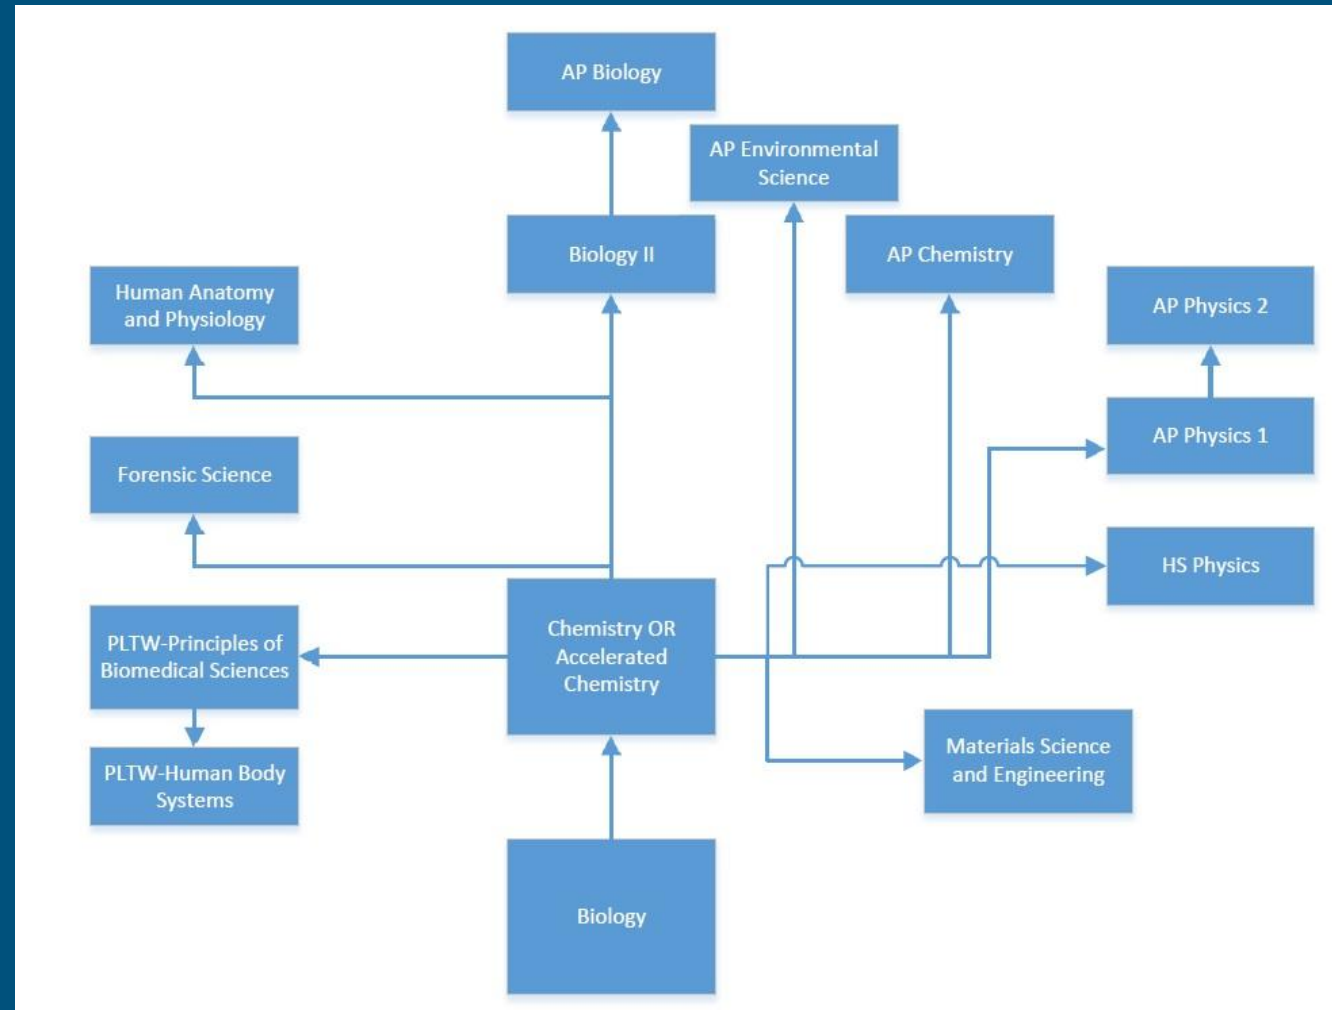 AP Biology
AP Environmental
Science
Biology II
AP Chemistry
Human Anatomy
and Physiology
AP Physics 2
AP Physics 1
Forensic Science
HS Physics
PLTW-Principles of
Biomedical Sciences
Chemistry OR
Accelerated
Chemistry
Materials Science
and Engineering
PLTW-Human Body
Systems
Biology